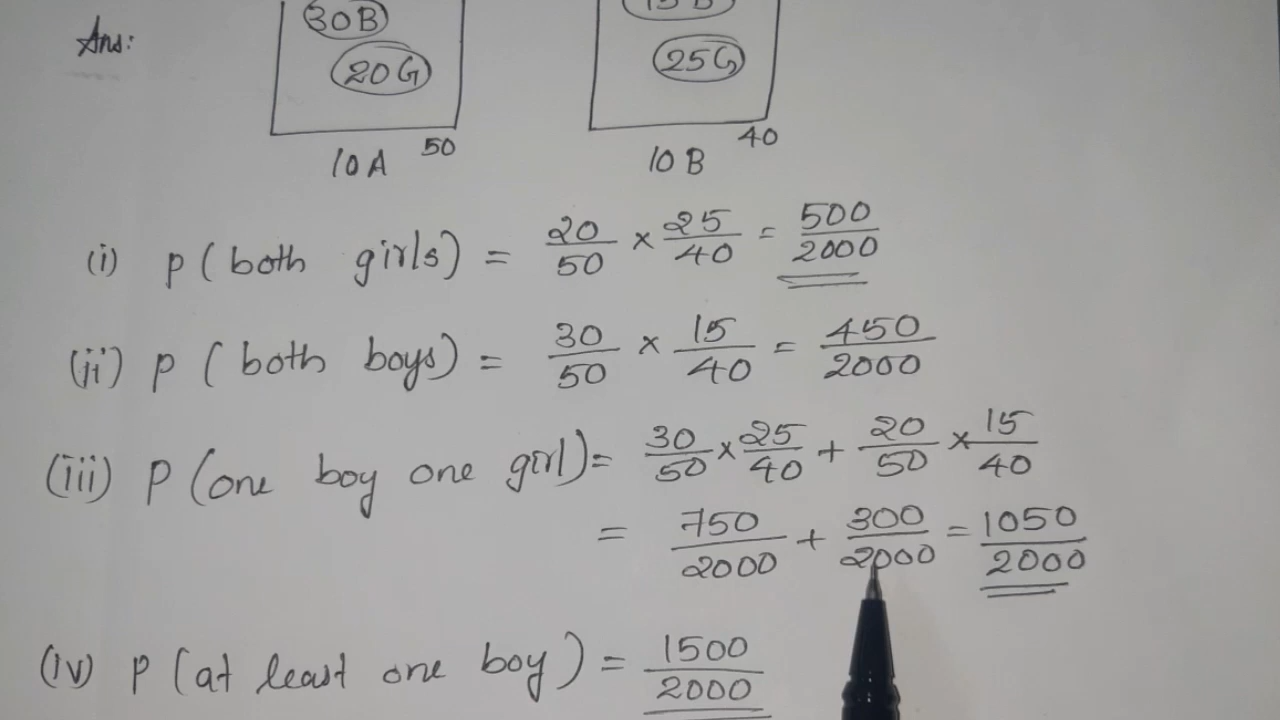 Ans:
30B
20G
50
10A
15B
25G
40
10B
(i) P(both girls) = 20/50 × 25/40 = 500/2000
(ii) P(both boys) = 30/50 × 15/40 = 450/2000
(iii) P(one boy one girl) = 30/50 × 25/40 + 20/50 × 15/40
= 750/2000 + 300/2000 = 1050/2000
(iv) P(at least one boy) = 1500/2000